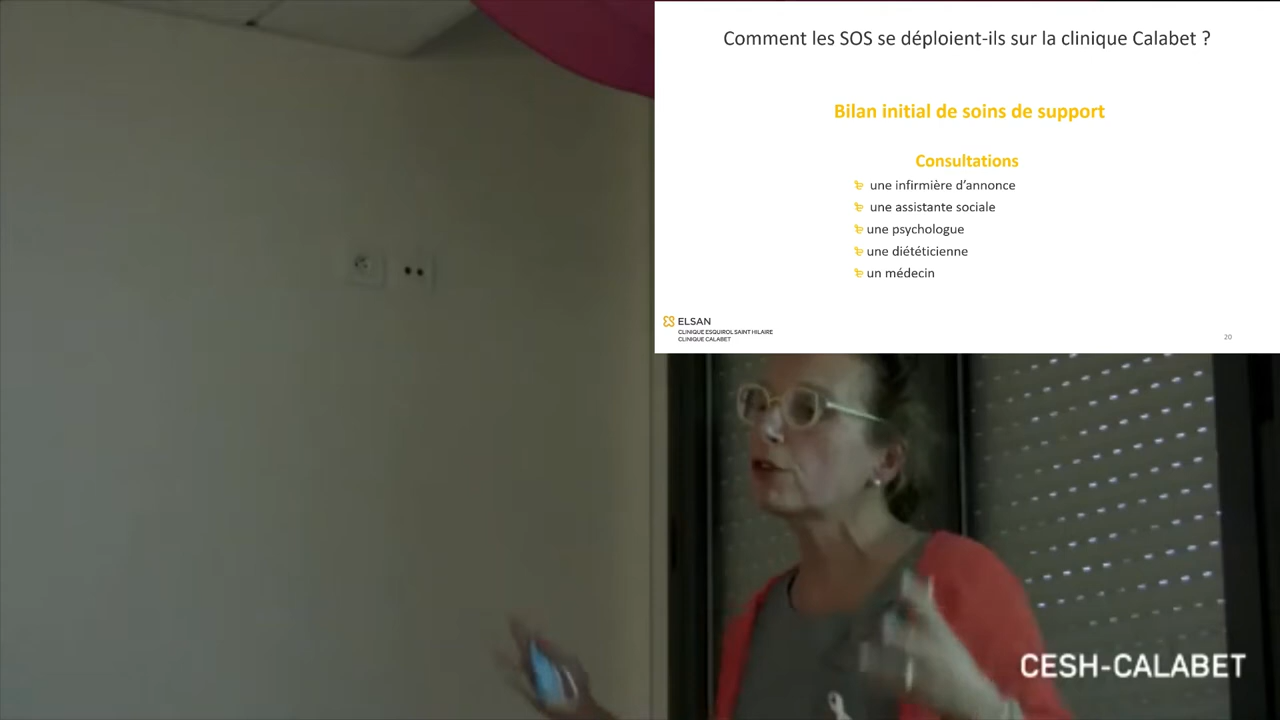 Comment les SOS se déploient-ils sur la clinique Calabet ?
Bilan initial de soins de support
Consultations
une infirmière d'annonce
une assistante sociale
une psychologue
une diététicienne
un médecin
ELSAN
CLINIQUE ESQUIROL SAINT HILAIRE
CLINIQUE CALABET
20
CESH-CALABET